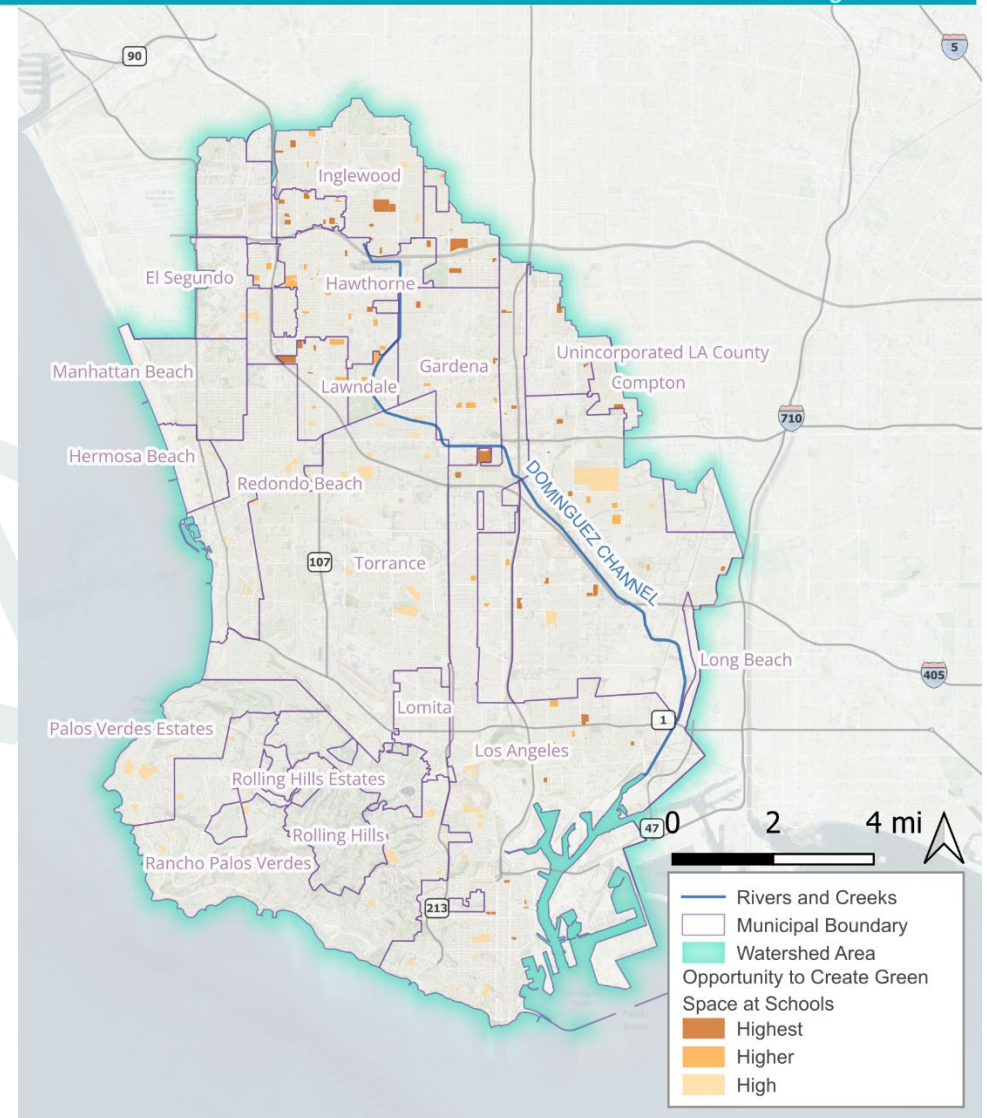 90
5
Inglewood
El Segundo
Hawthorne
Unincorporated LA County
Manhattan Beach
Gardena
Compton
Lawndale
710
Hermosa Beach
Redondo Beach
DOMINGUEZ CHANNEL
107
Torrance
Long Beach
405
Lomita
1
Palos Verdes Estates
Los Angeles
Rolling Hills Estates
47
0 2 4 mi
Rolling Hills
Rancho Palos Verdes
213
Rivers and Creeks
Municipal Boundary
Watershed Area
Opportunity to Create Green
Space at Schools
Highest
Higher
High